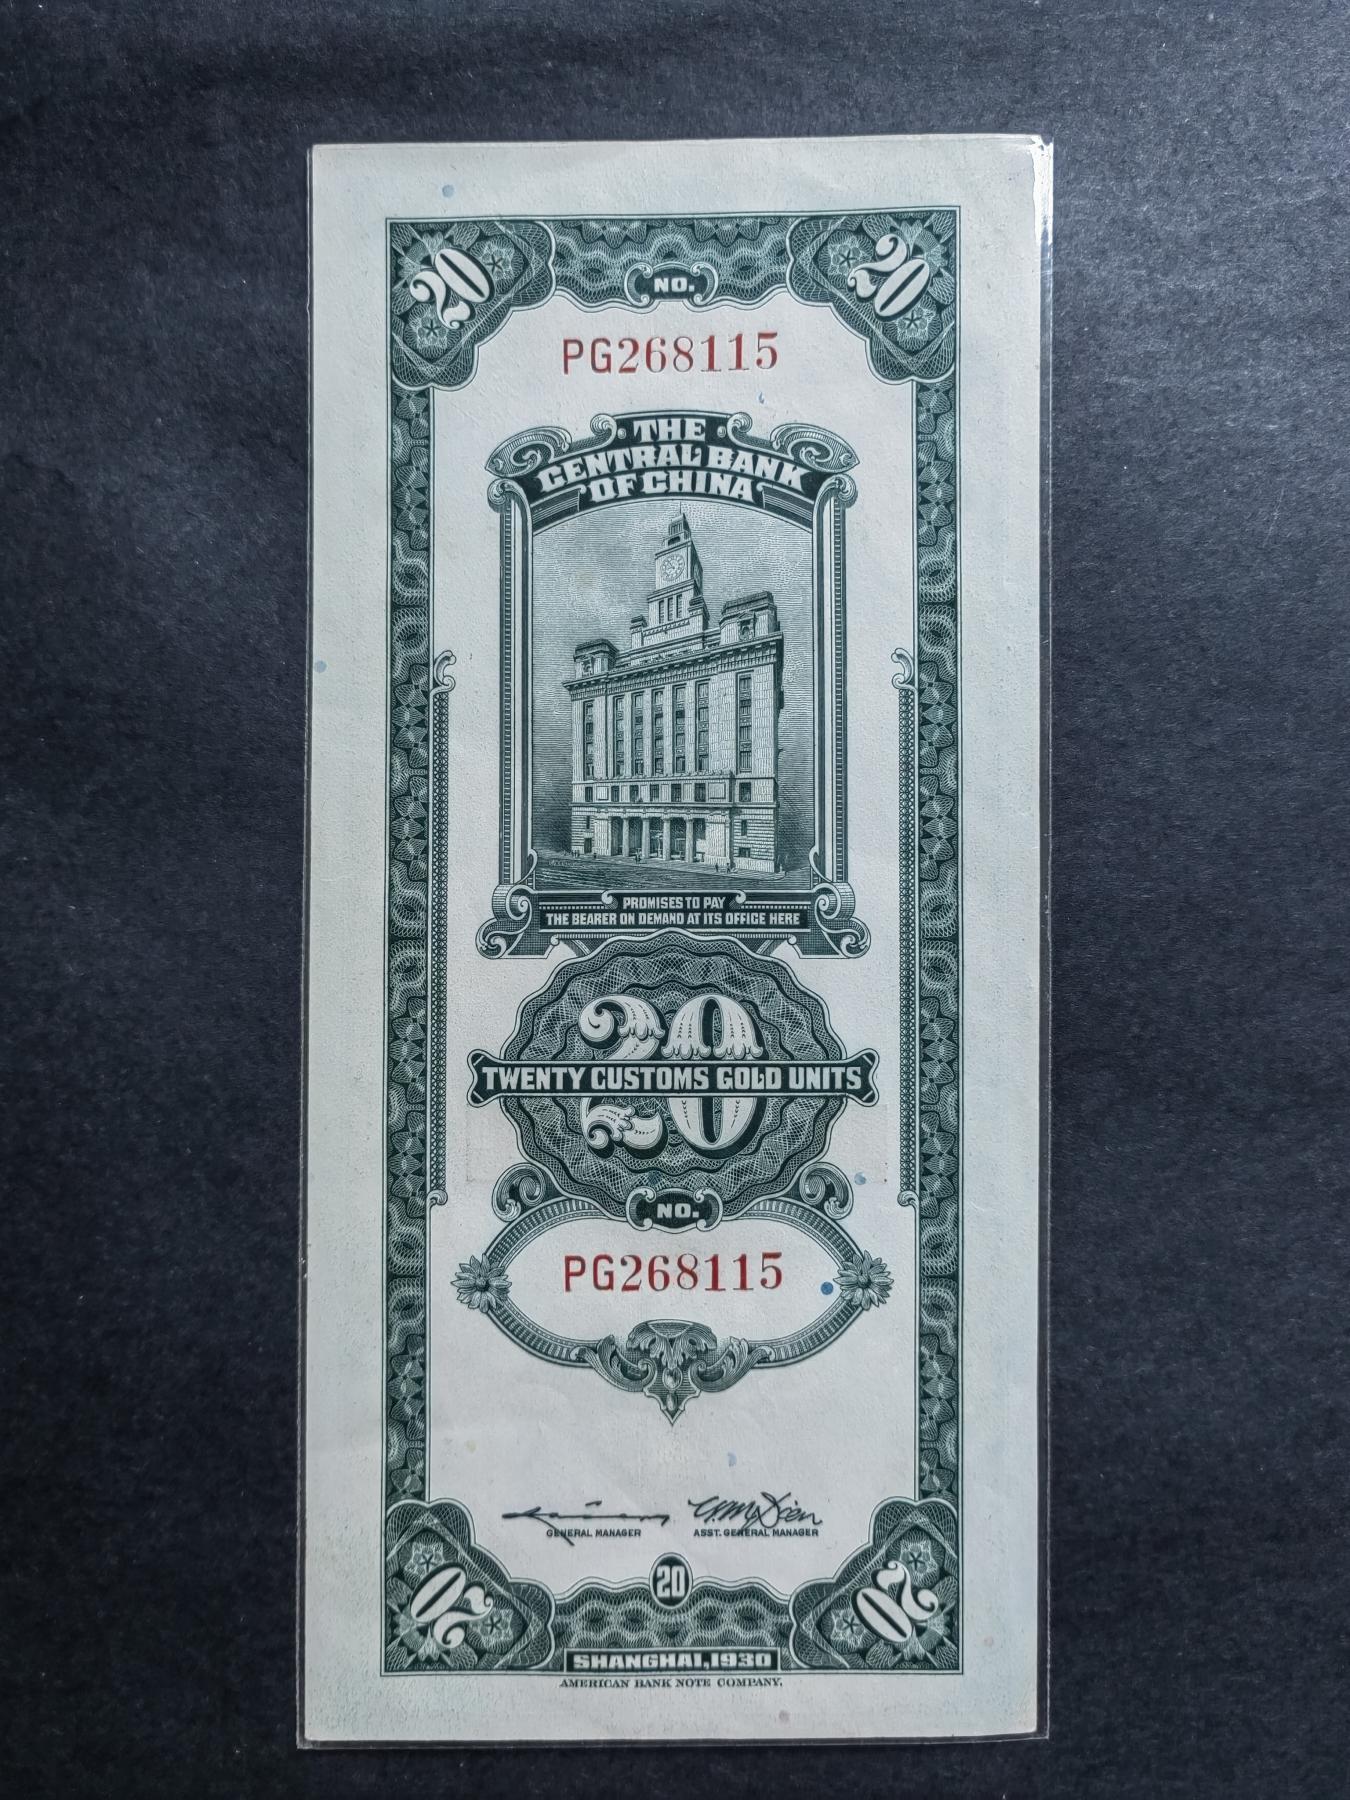 20 20
NO.
PG268115
THE
CENTRAL BANK
OF CHINA
PROMISES TO PAY
THE BEARER ON DEMAND AT ITS OFFICE HERE
20
TWENTY CUSTOMS GOLD UNITS
NO.
PG268115
GENERAL MANAGER ASST. GENERAL MANAGER
20
20 20
SHANGHAI, 1930
AMERICAN BANK NOTE COMPANY.